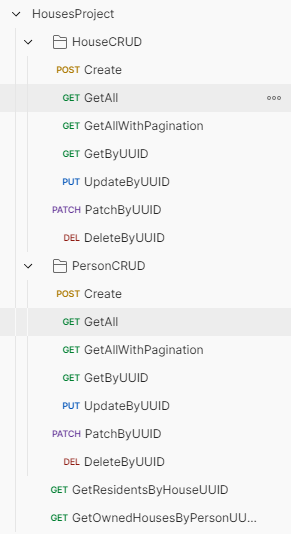 HousesProject
HouseCRUD
POST Create
GET GetAll
GET GetAllWithPagination
GET GetByUUID
PUT UpdateByUUID
PATCH PatchByUUID
DEL DeleteByUUID
PersonCRUD
POST Create
GET GetAll
GET GetAllWithPagination
GET GetByUUID
PUT UpdateByUUID
PATCH PatchByUUID
DEL DeleteByUUID
GET GetResidentsByHouseUUID
GET GetOwnedHousesByPersonUU...